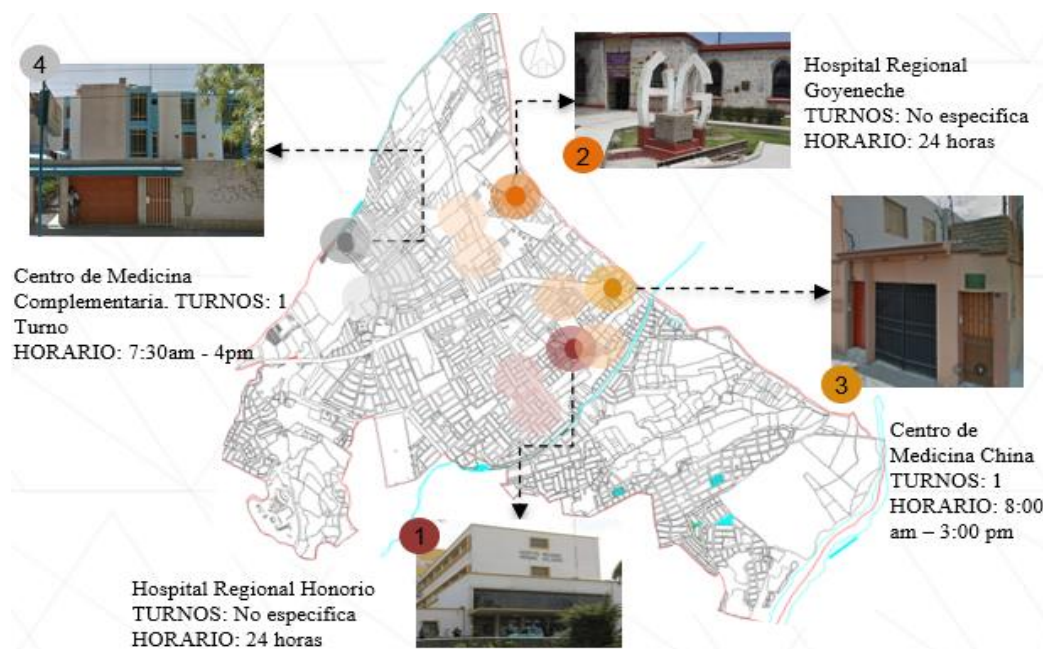 4
Centro de Medicina
Complementaria. TURNOS: 1
Turno
HORARIO: 7:30am - 4pm
2
Hospital Regional
Goyeneche
TURNOS: No especifica
HORARIO: 24 horas
3
Centro de
Medicina China
TURNOS: 1
HORARIO: 8:00
am – 3:00 pm
1
Hospital Regional Honorio
TURNOS: No especifica
HORARIO: 24 horas